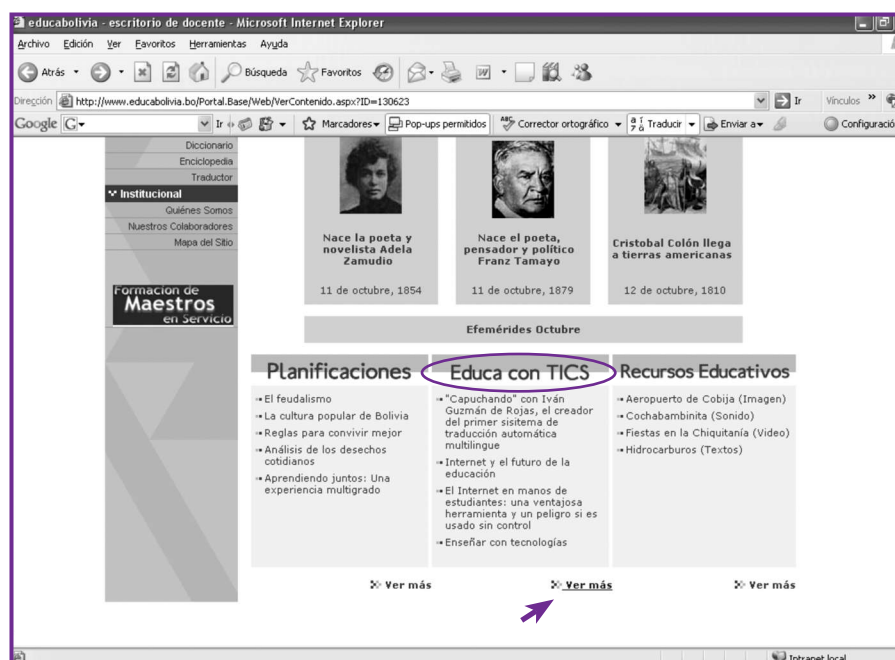 educabolivia - escritorio de docente - Microsoft Internet Explorer
Archivo Edición Ver Favoritos Herramientas Ayuda
Atrás Búsqueda Favoritos
Dirección http://www.educabolivia.bo/Portal.Base/Web/VerContenido.aspx?ID=130623 Ir Vínculos »
Google G Ir Marcadores Pop-ups permitidos Corrector ortográfico Traducir Enviar a Configuració
Diccionario
Enciclopedia
Traductor
Institucional
Quiénes Somos
Nuestros Colaboradores
Mapa del Sitio
Formacion de
Maestros
en Servicio
Nace la poeta y
novelista Adela
Zamudio
11 de octubre, 1854
Nace el poeta,
pensador y político
Franz Tamayo
11 de octubre, 1879
Cristobal Colón llega
a tierras americanas
12 de octubre, 1810
Efemérides Octubre
Planificaciones
El feudalismo
La cultura popular de Bolivia
Reglas para convivir mejor
Análisis de los desechos
cotidianos
Aprendiendo juntos: Una
experiencia multigrado
Ver más
Educa con TICS
"Capuchando" con Iván
Guzmán de Rojas, el creador
del primer sisitema de
traducción automática
multilingue
Internet y el futuro de la
educación
El Internet en manos de
estudiantes: una ventajosa
herramienta y un peligro si es
usado sin control
Enseñar con tecnologías
Ver más
Recursos Educativos
Aeropuerto de Cobija (Imagen)
Cochabambinita (Sonido)
Fiestas en la Chiquitanía (Video)
Hidrocarburos (Textos)
Ver más
Intranet local